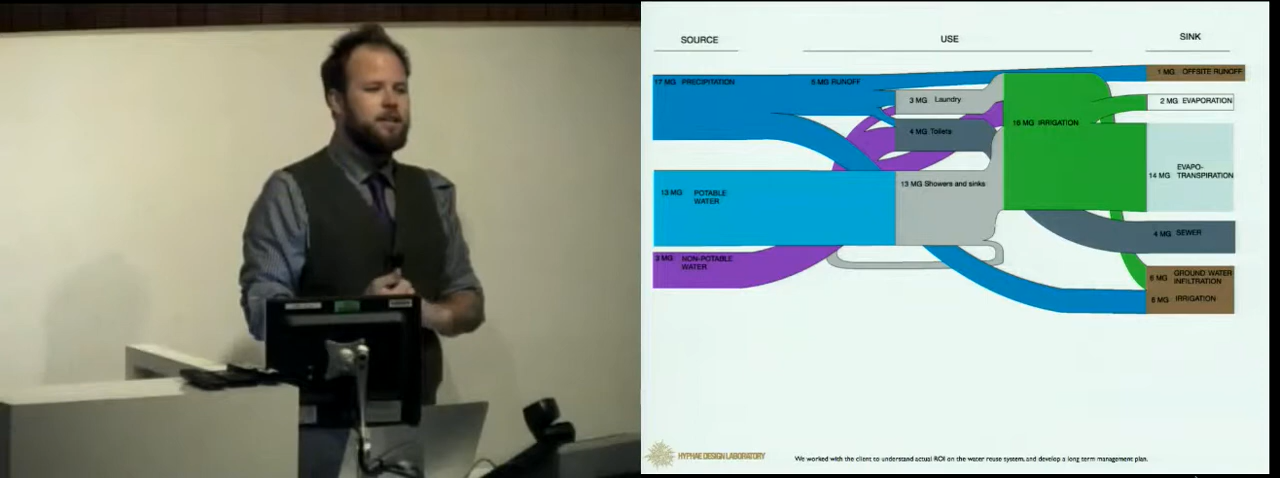 SOURCE
USE
SINK
17 MG PRECIPITATION
5 MG RUNOFF
1 MG OFFSITE RUNOFF
3 MG Laundry
2 MG EVAPORATION
4 MG Toilets
16 MG IRRIGATION
14 MG EVAPO-
TRANSPIRATION
13 MG POTABLE
WATER
13 MG Showers and sinks
4 MG SEWER
3 MG NON-POTABLE
WATER
6 MG GROUND WATER
INFILTRATION
5 MG IRRIGATION
HYPHAE DESIGN LABORATORY
We worked with the client to understand actual ROI on the water reuse system, and develop a long term management plan.